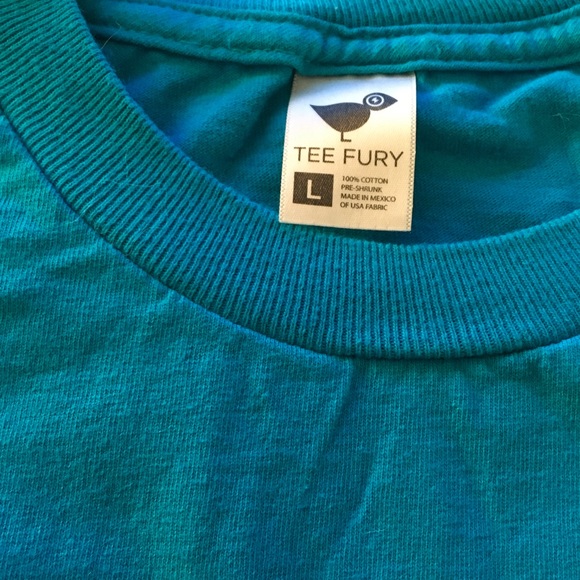 TEE FURY
L
100% COTTON
PRE-SHRUNK
MADE IN MEXICO
OF USA FABRIC